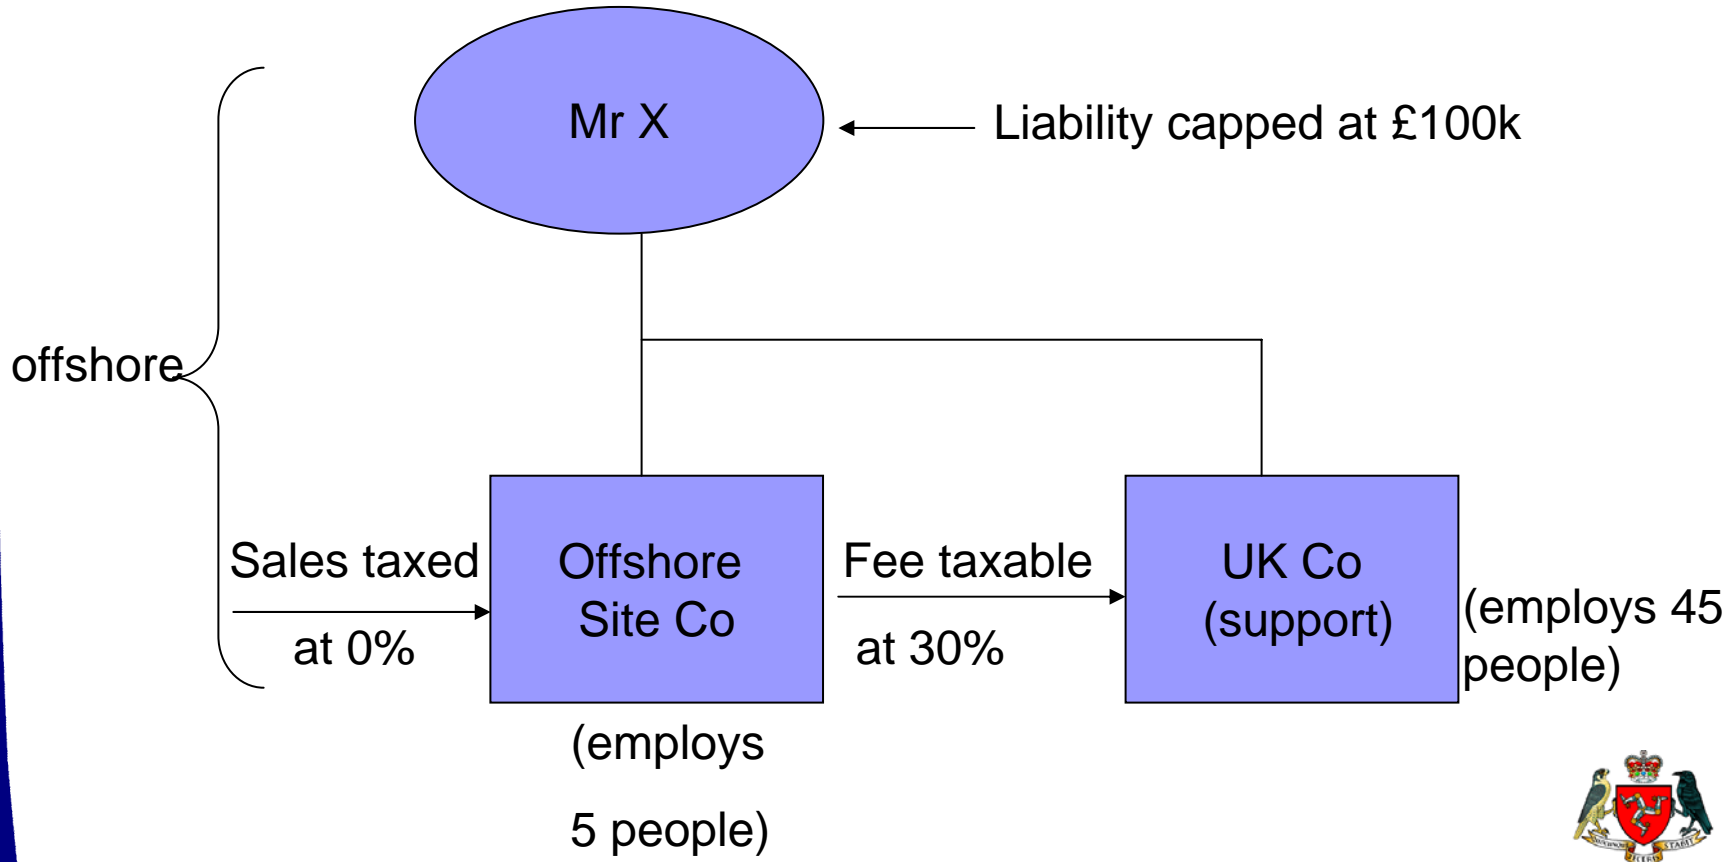 Mr X
Liability capped at £100k
offshore
Sales taxed
at 0%
Offshore
Site Co
Fee taxable
at 30%
UK Co
(support)
(employs 45
people)
(employs
5 people)